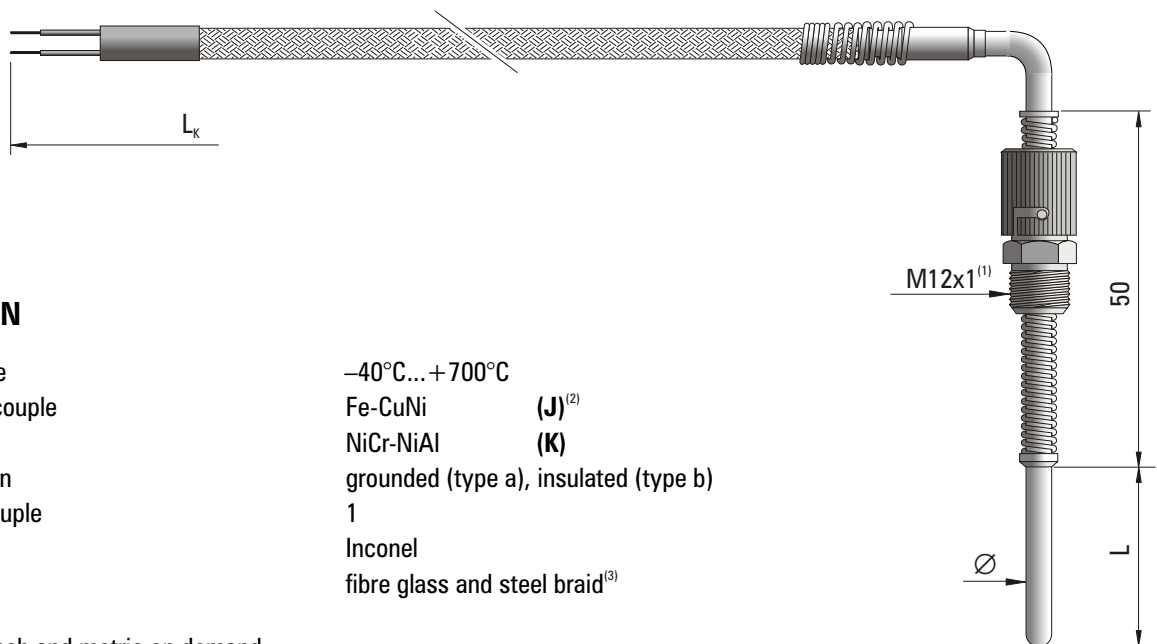 L_K
M12x1(1)
50
N
e –40°C...+700°C
couple Fe-CuNi (J)(2)
NiCr-NiAl (K)
n grounded (type a), insulated (type b)
uple 1
Inconel
fibre glass and steel braid(3)
Ø
L